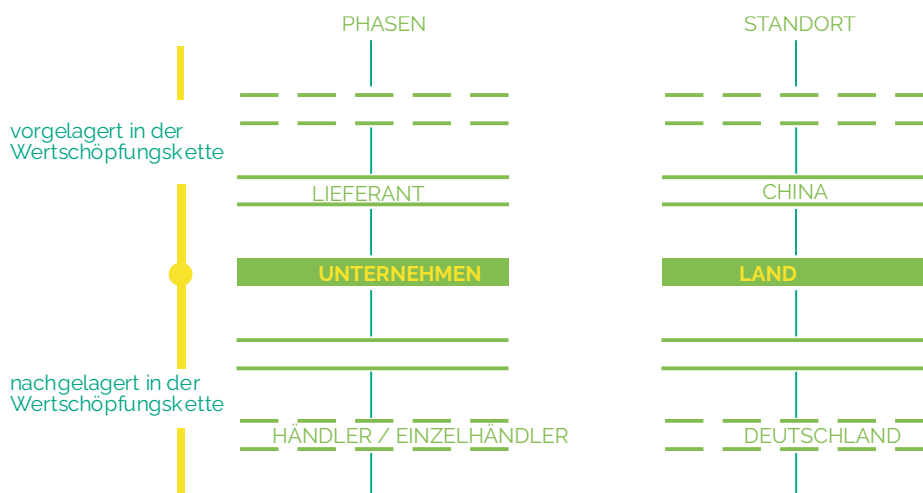 PHASEN
STANDORT
vorgelagert in der
Wertschöpfungskette
LIEFERANT
CHINA
UNTERNEHMEN
LAND
nachgelagert in der
Wertschöpfungskette
HÄNDLER / EINZELHÄNDLER
DEUTSCHLAND